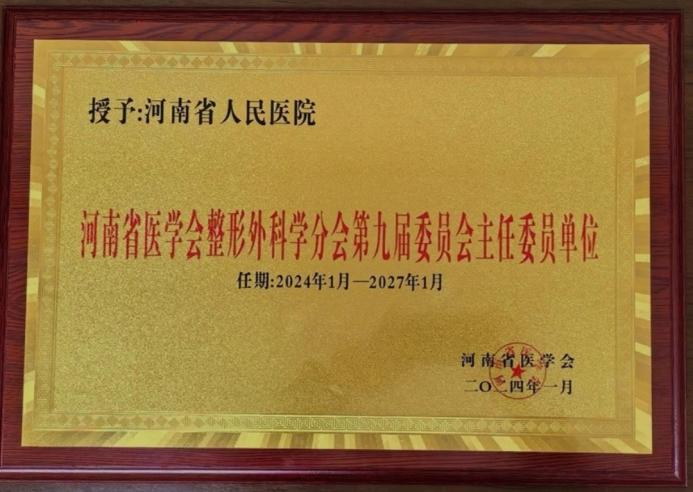 授予:河南省人民医院
河南省医学会整形外科学分会第九届委员会主任委员单位
任期:2024年1月—2027年1月
河南省医学会
二〇二四年一月